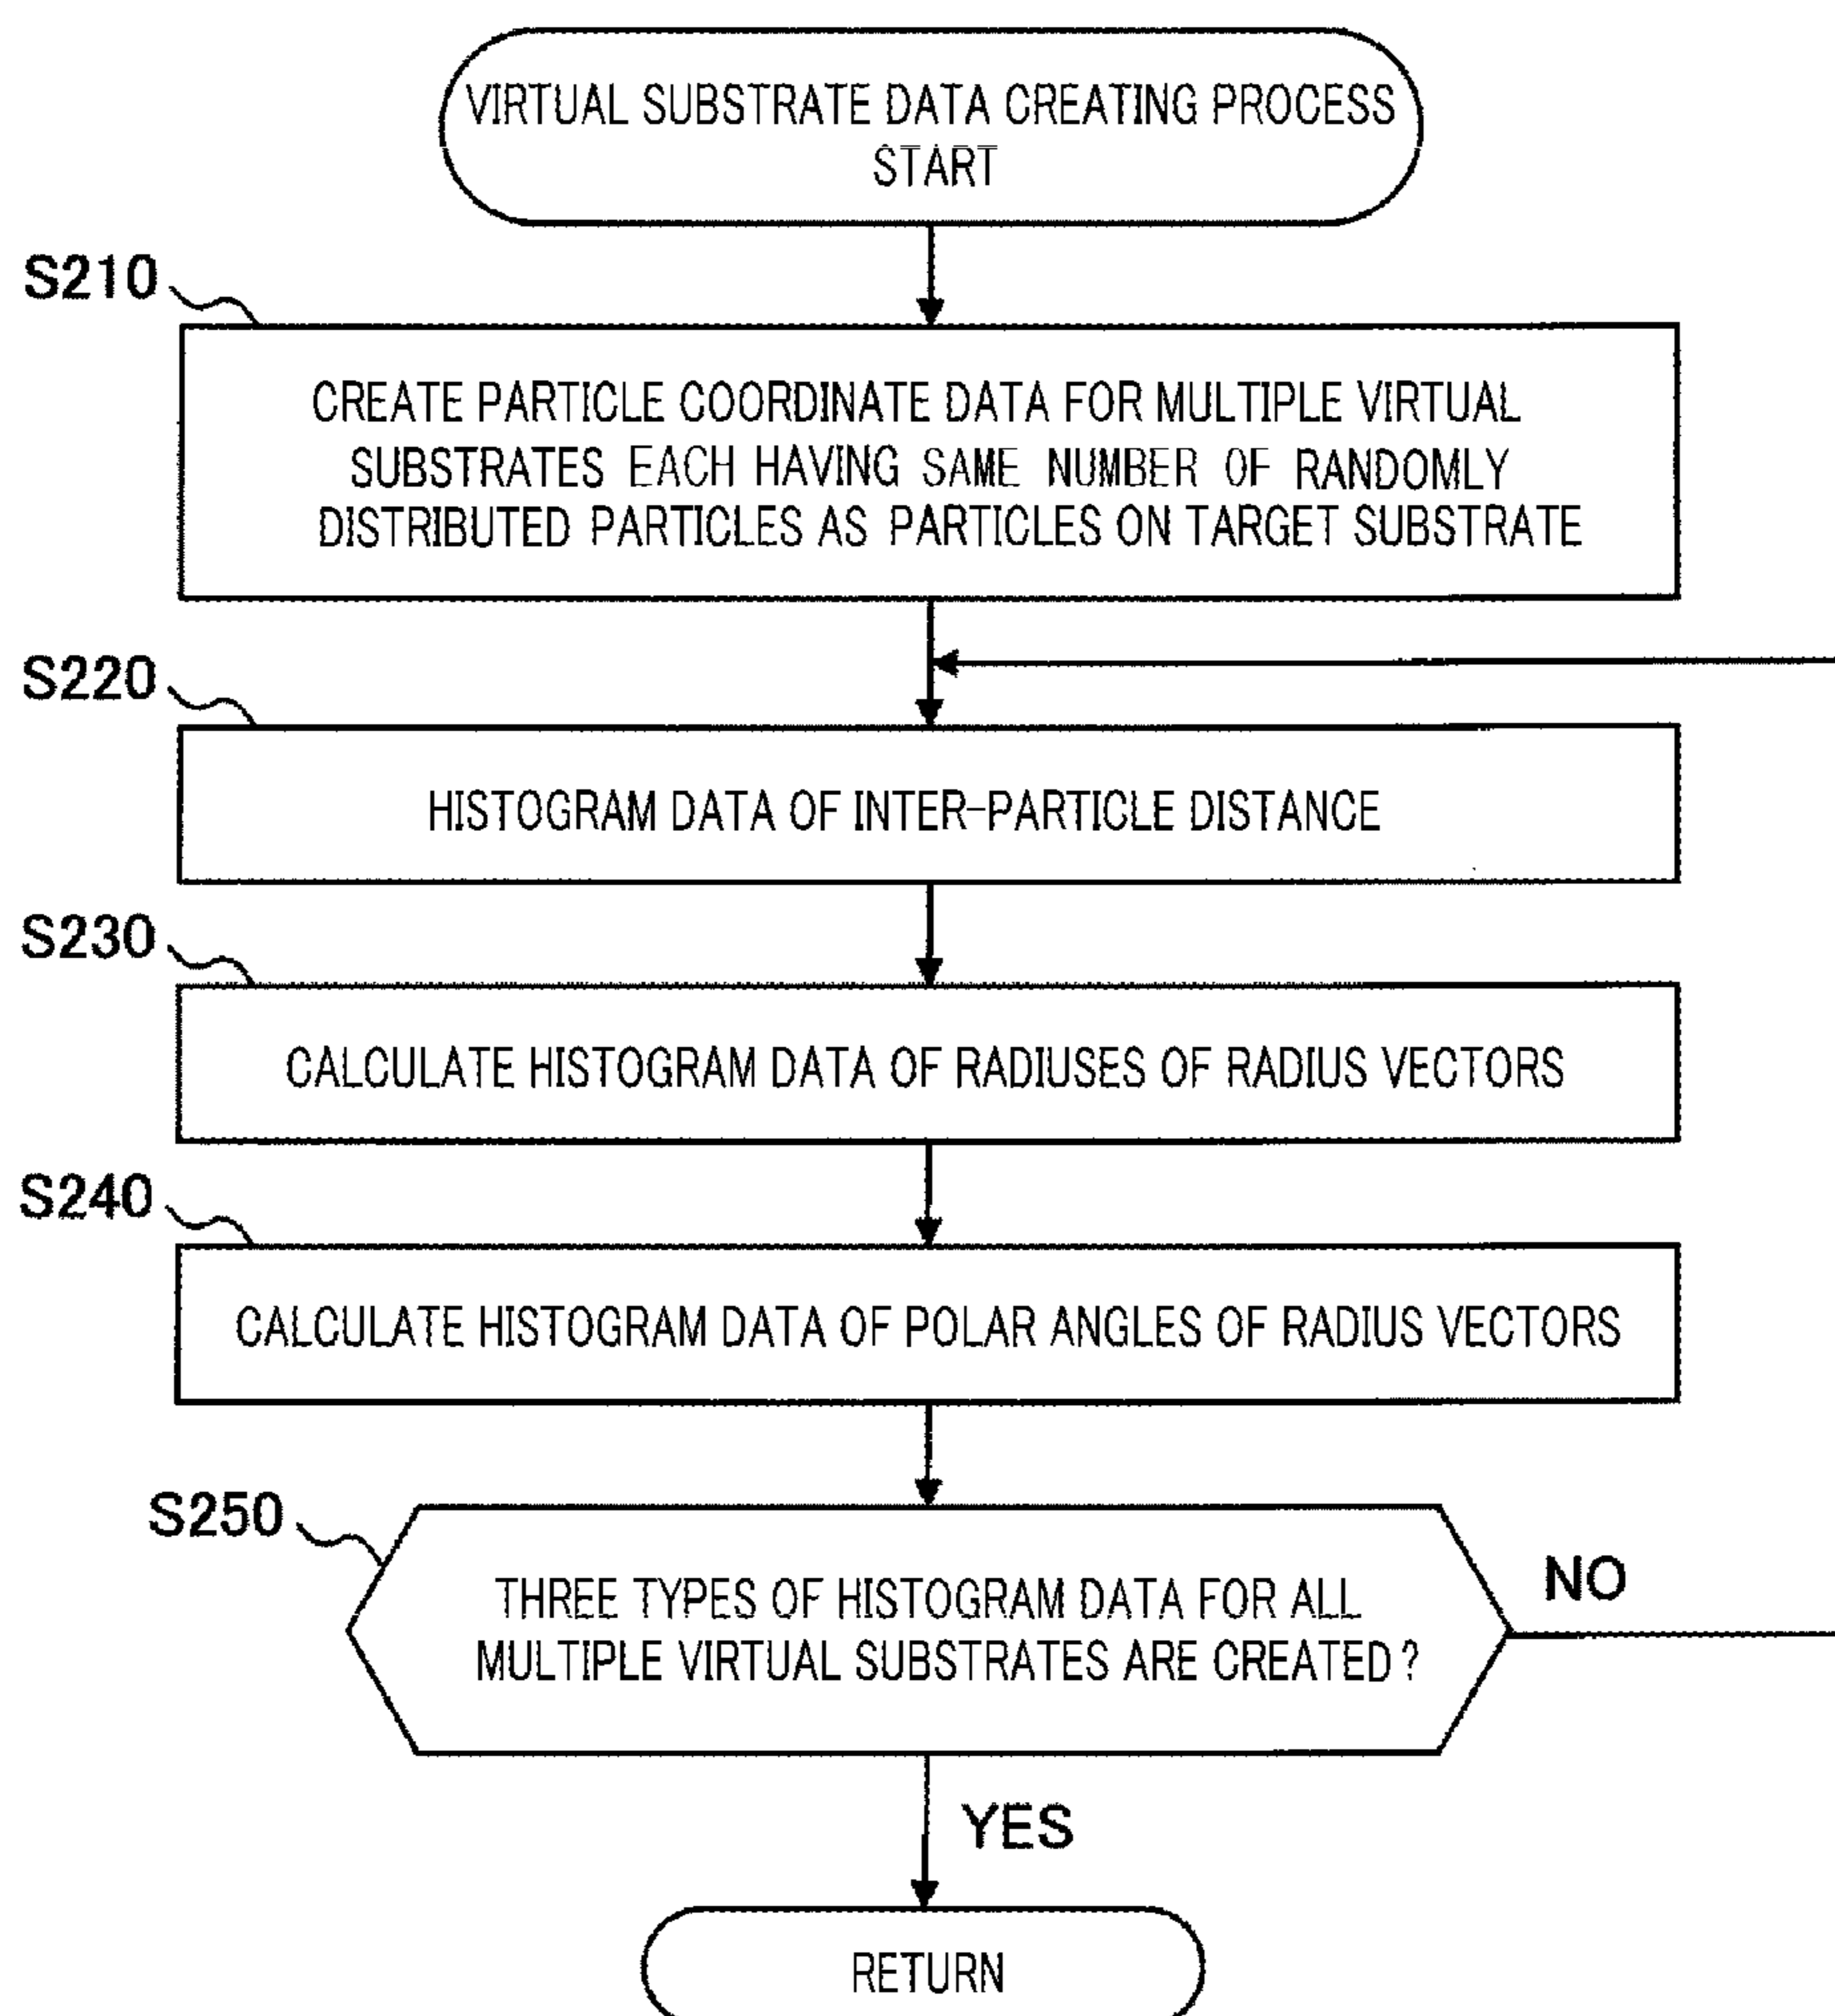 VIRTUAL SUBSTRATE DATA CREATING PROCESS
START
S210
CREATE PARTICLE COORDINATE DATA FOR MULTIPLE VIRTUAL
SUBSTRATES EACH HAVING SAME NUMBER OF RANDOMLY
DISTRIBUTED PARTICLES AS PARTICLES ON TARGET SUBSTRATE
S220
HISTOGRAM DATA OF INTER-PARTICLE DISTANCE
S230
CALCULATE HISTOGRAM DATA OF RADIUSES OF RADIUS VECTORS
S240
CALCULATE HISTOGRAM DATA OF POLAR ANGLES OF RADIUS VECTORS
S250
THREE TYPES OF HISTOGRAM DATA FOR ALL
MULTIPLE VIRTUAL SUBSTRATES ARE CREATED?
NO
YES
RETURN